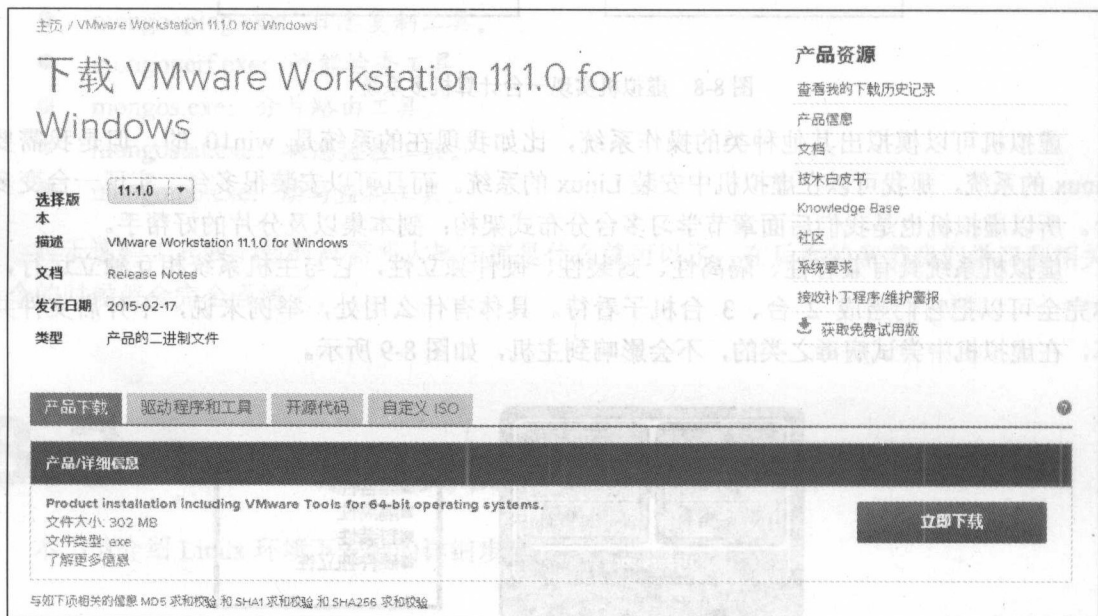 主页 / VMware Workstation 11.1.0 for Windows
下载 VMware Workstation 11.1.0 for
Windows
选择版
本
11.1.0
描述 VMware Workstation 11.1.0 for Windows
文档 Release Notes
发行日期 2015-02-17
类型 产品的二进制文件
产品资源
查看我的下载历史记录
产品信息
文档
技术白皮书
Knowledge Base
社区
系统要求
接收补丁程序/维护警报
获取免费试用版
产品下载 驱动程序和工具 开源代码 自定义 ISO
产品/详细信息
Product installation including VMware Tools for 64-bit operating systems.
文件大小: 302 MB
文件类型: exe
了解更多信息
立即下载
与如下项相关的信息 MD5 求和校验 和 SHA1 求和校验 和 SHA256 求和校验